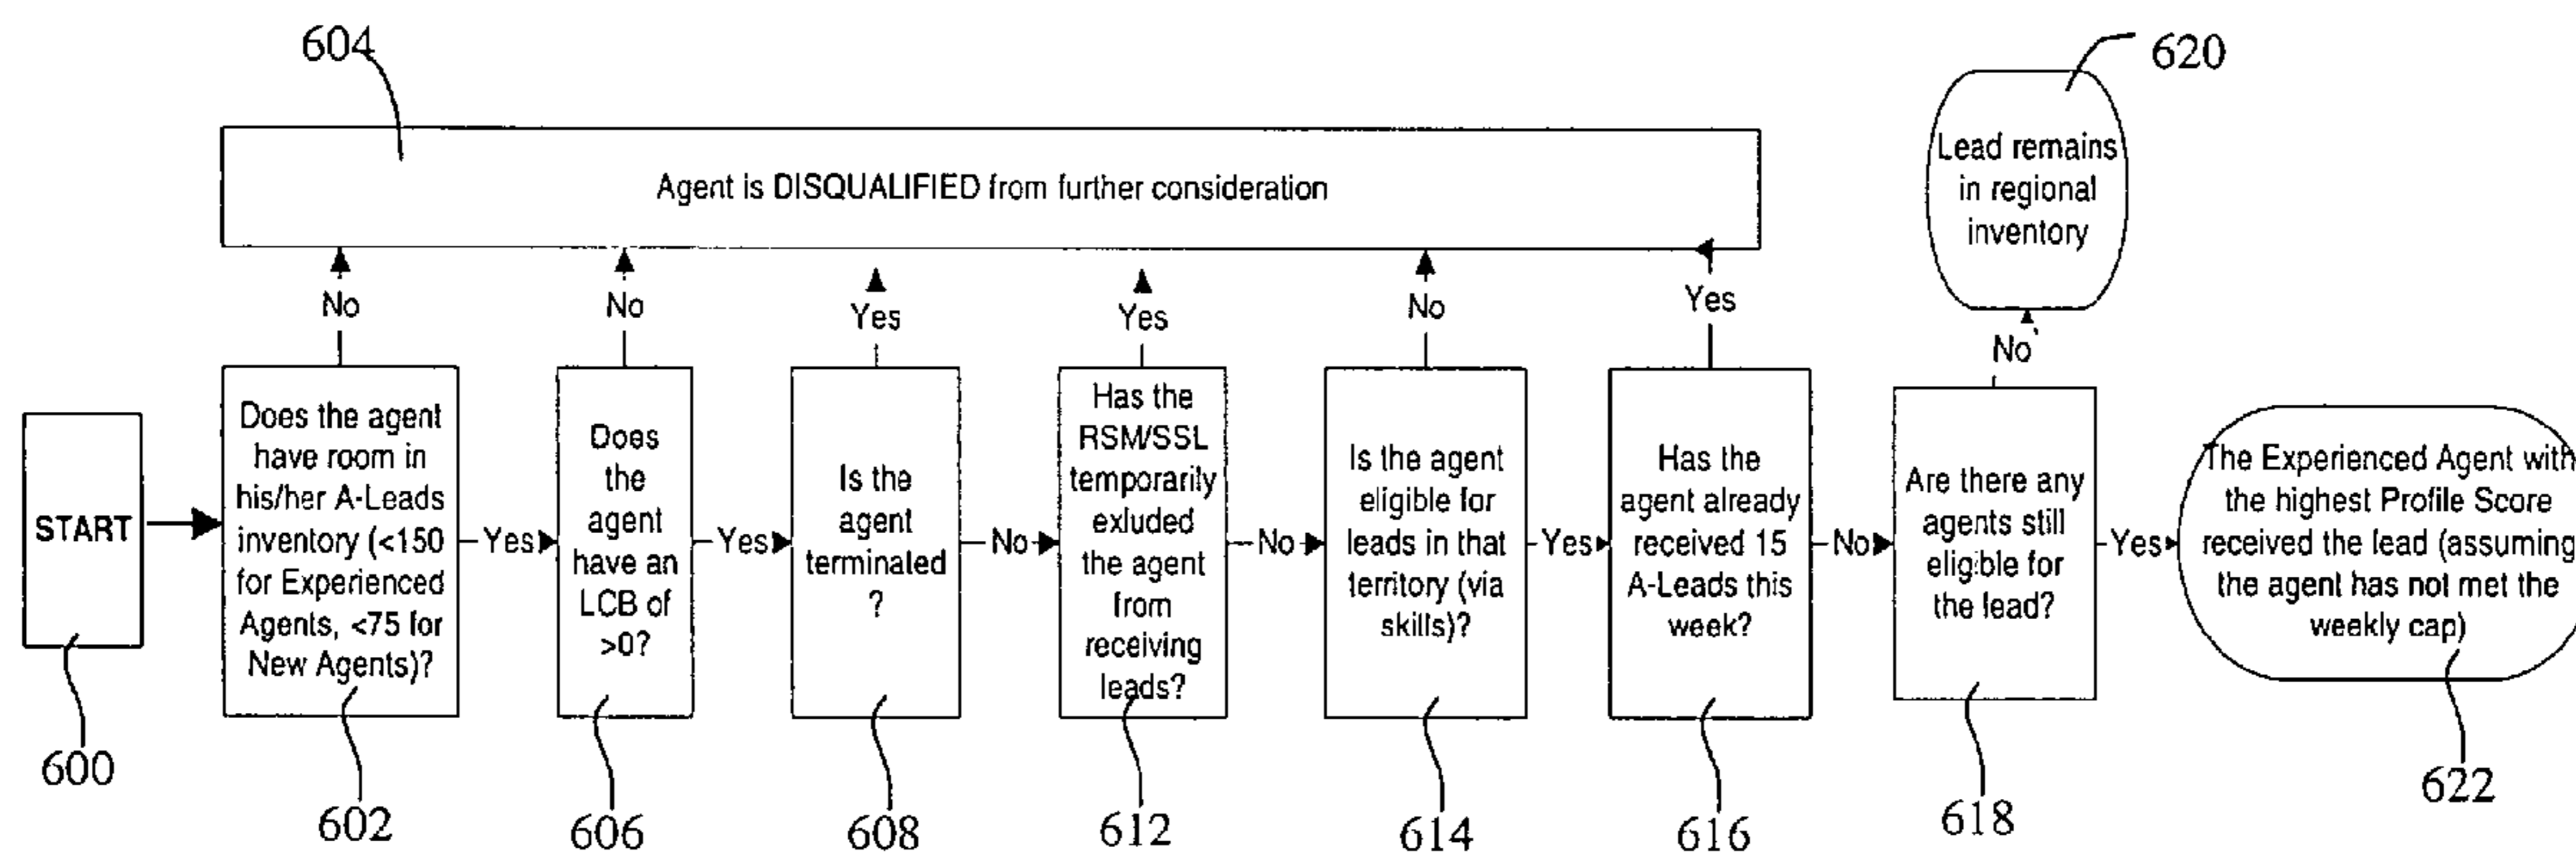 604
620
Lead remains
in regional
inventory
Agent is DISQUALIFIED from further consideration
No
No
Yes
Yes
No
Yes
No
START
Does the agent
have room in
his/her A-Leads
inventory (<150
for Experienced
Agents, <75 for
New Agents)?
Yes
Does
the
agent
have an
LCB of
>0?
Yes
Is the
agent
terminated
?
No
Has the
RSM/SSL
temporarily
exluded
the agent
from
receiving
leads?
No
Is the agent
eligible for
leads in that
territory (via
skills)?
Yes
Has the
agent already
received 15
A-Leads this
week?
No
Are there any
agents still
eligible for
the lead?
Yes
The Experienced Agent with
the highest Profile Score
received the lead (assuming
the agent has not met the
weekly cap)
600
602
606
608
612
614
616
618
622